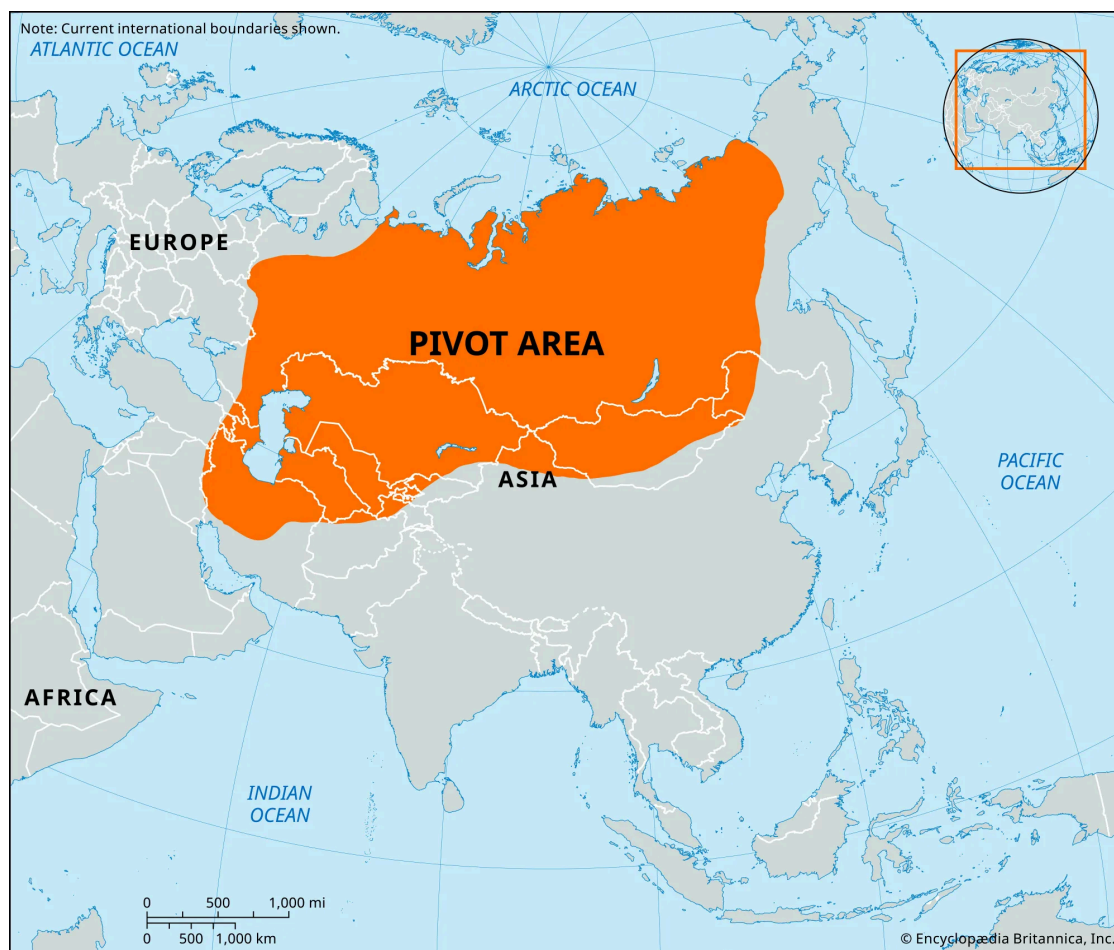 Note: Current international boundaries shown.
ATLANTIC OCEAN
ARCTIC OCEAN
EUROPE
PIVOT AREA
ASIA
PACIFIC
OCEAN
AFRICA
INDIAN
OCEAN
0 500 1,000 mi
0 500 1,000 km
© Encyclopædia Britannica, Inc.